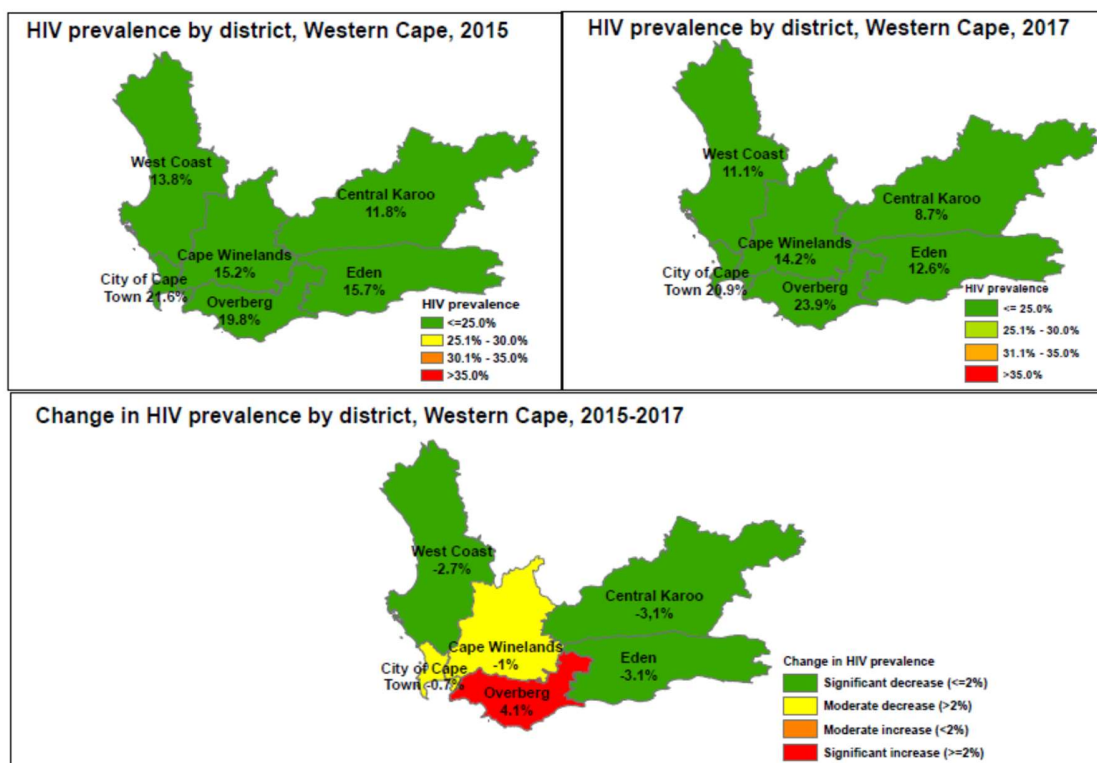 HIV prevalence by district, Western Cape, 2015
West Coast
13.8%
Central Karoo
11.8%
Cape Winelands
15.2%
City of Cape
Town 21.6%
Eden
15.7%
Overberg
19.8%
HIV prevalence
<=25.0%
25.1% - 30.0%
30.1% - 35.0%
>35.0%
HIV prevalence by district, Western Cape, 2017
West Coast
11.1%
Central Karoo
8.7%
Cape Winelands
14.2%
City of Cape
Town 20.9%
Eden
12.6%
Overberg
23.9%
HIV prevalence
<= 25.0%
25.1% - 30.0%
31.1% - 35.0%
>35.0%
Change in HIV prevalence by district, Western Cape, 2015-2017
West Coast
-2.7%
Central Karoo
-3,1%
Cape Winelands
-1%
City of Cape
Town -0.7%
Eden
-3.1%
Overberg
4.1%
Change in HIV prevalence
Significant decrease (<=2%)
Moderate decrease (>2%)
Moderate increase (<2%)
Significant increase (>=2%)